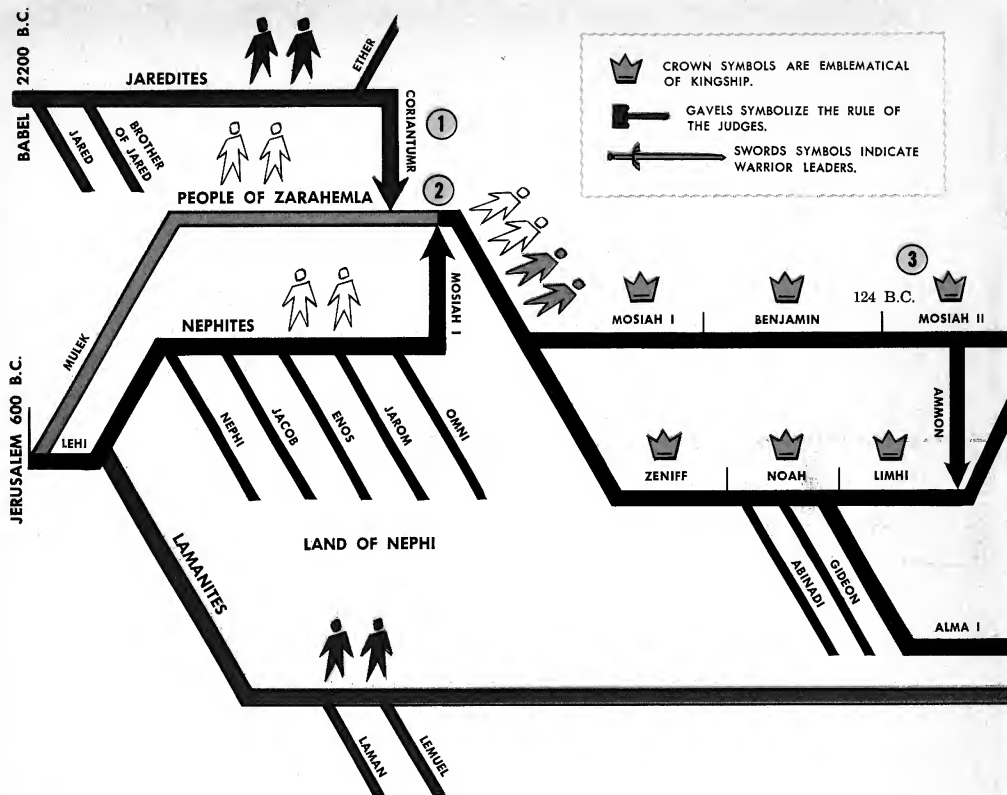 BABEL 2200 B.C.
JAREDITES
ETHER
JARED
BROTHER
OF JARED
CORIANTUMR
1
CROWN SYMBOLS ARE EMBLEMATICAL
OF KINGSHIP.
GAVELS SYMBOLIZE THE RULE OF
THE JUDGES.
SWORDS SYMBOLS INDICATE
WARRIOR LEADERS.
PEOPLE OF ZARAHEMLA
2
MULEK
NEPHITES
MOSIAH I
3
124 B.C.
MOSIAH I
BENJAMIN
MOSIAH II
JERUSALEM 600 B.C.
LEHI
NEPHI
JACOB
ENOS
JAROM
OMNI
AMMON
ZENIFF
NOAH
LIMHI
LAND OF NEPHI
LAMANITES
ABINADI
GIDEON
ALMA I
LAMAN
LEMUEL